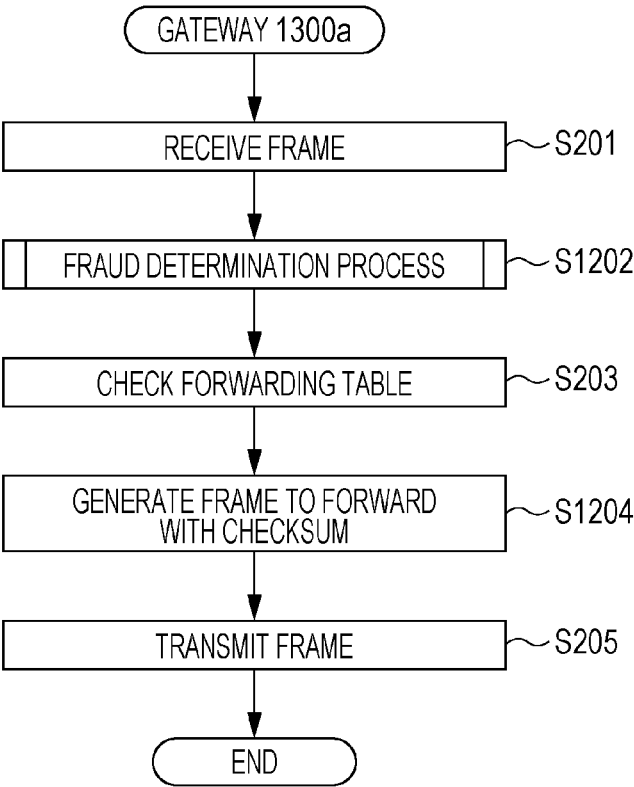 GATEWAY 1300a
RECEIVE FRAME
S201
FRAUD DETERMINATION PROCESS
S1202
CHECK FORWARDING TABLE
S203
GENERATE FRAME TO FORWARD
WITH CHECKSUM
S1204
TRANSMIT FRAME
S205
END